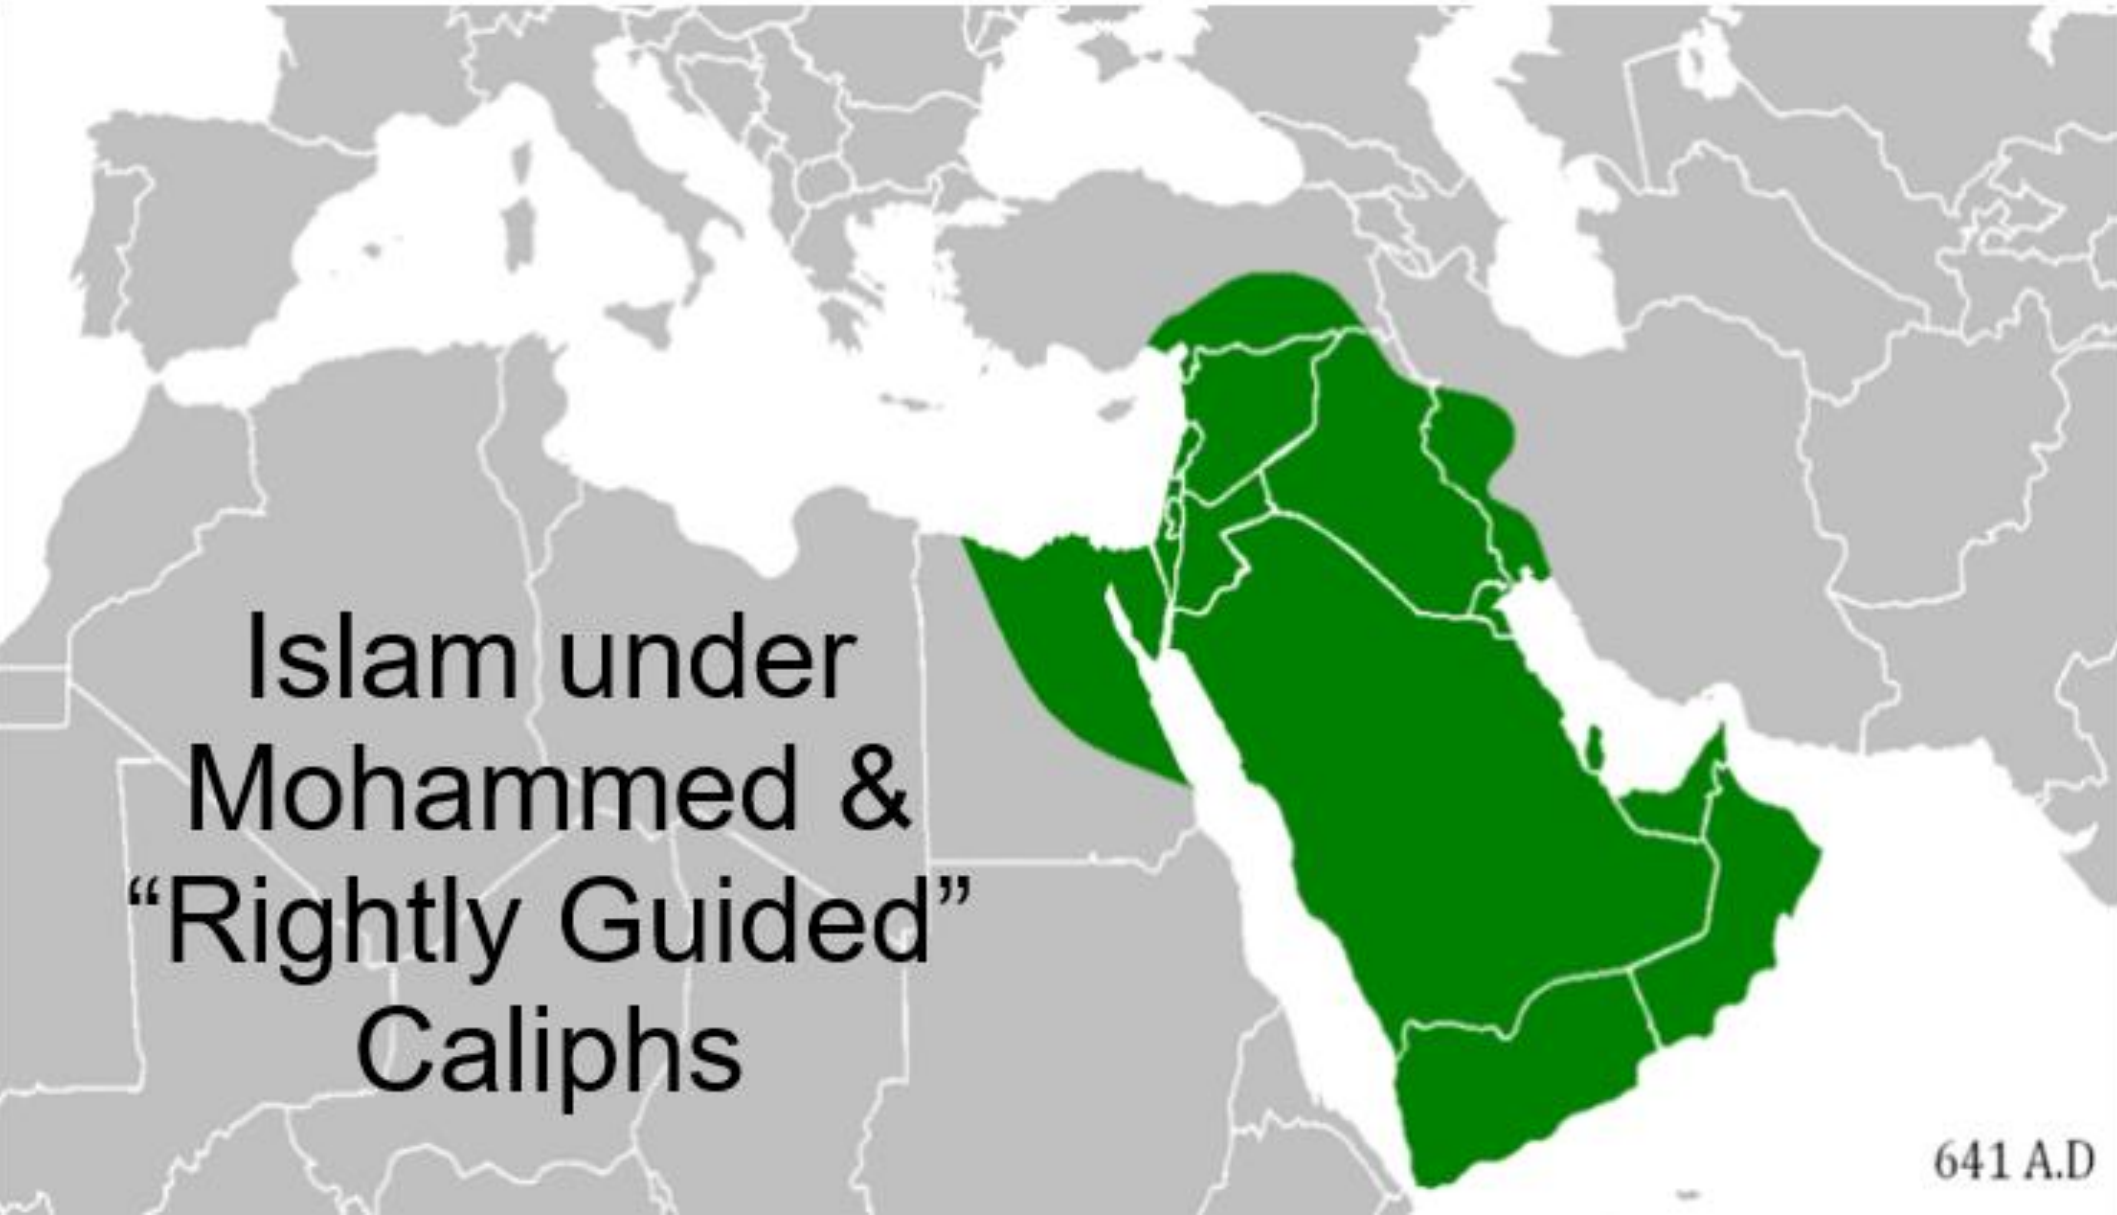 Islam under
Mohammed &
“Rightly Guided”
Caliphs
641 A.D